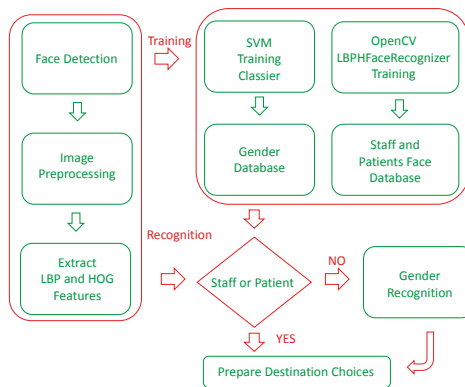 Face Detection
Image
Preprocessing
Extract
LBP and HOG
Features
Training
SVM
Training
Classier
Gender
Database
OpenCV
LBPHFaceRecognizer
Training
Staff and
Patients Face
Database
Recognition
Staff or Patient
NO
Gender
Recognition
YES
Prepare Destination Choices